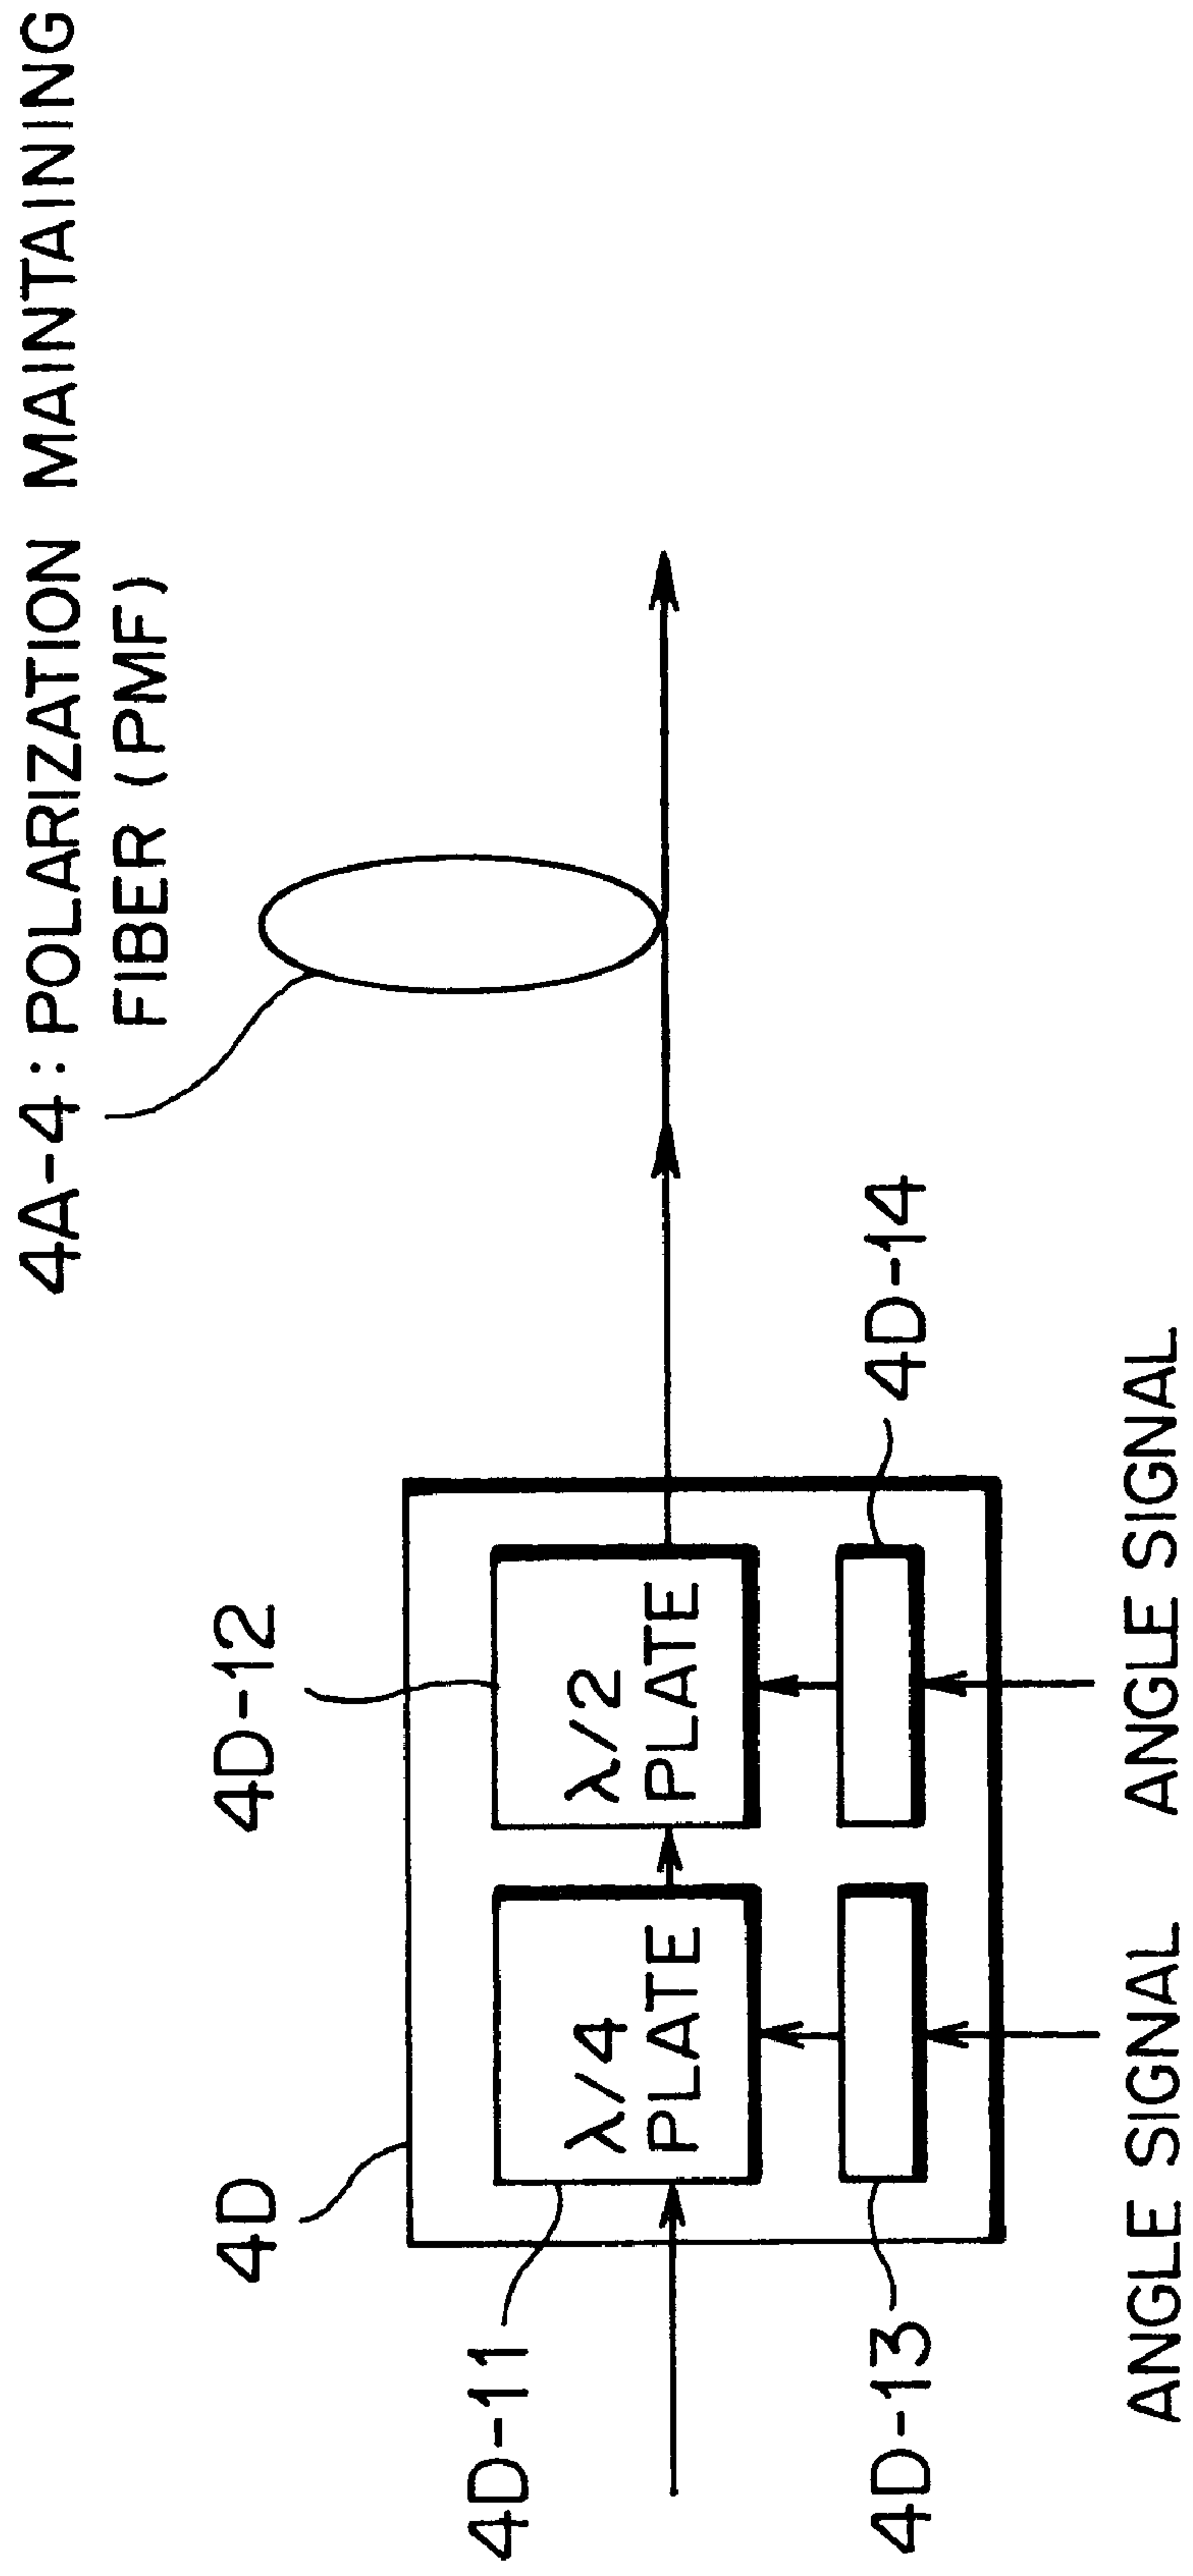 4A-4 : POLARIZATION MAINTAINING
FIBER (PMF)
4D
4D-12
4D-11
λ/4
PLATE
λ/2
PLATE
4D-13
4D-14
ANGLE SIGNAL
ANGLE SIGNAL